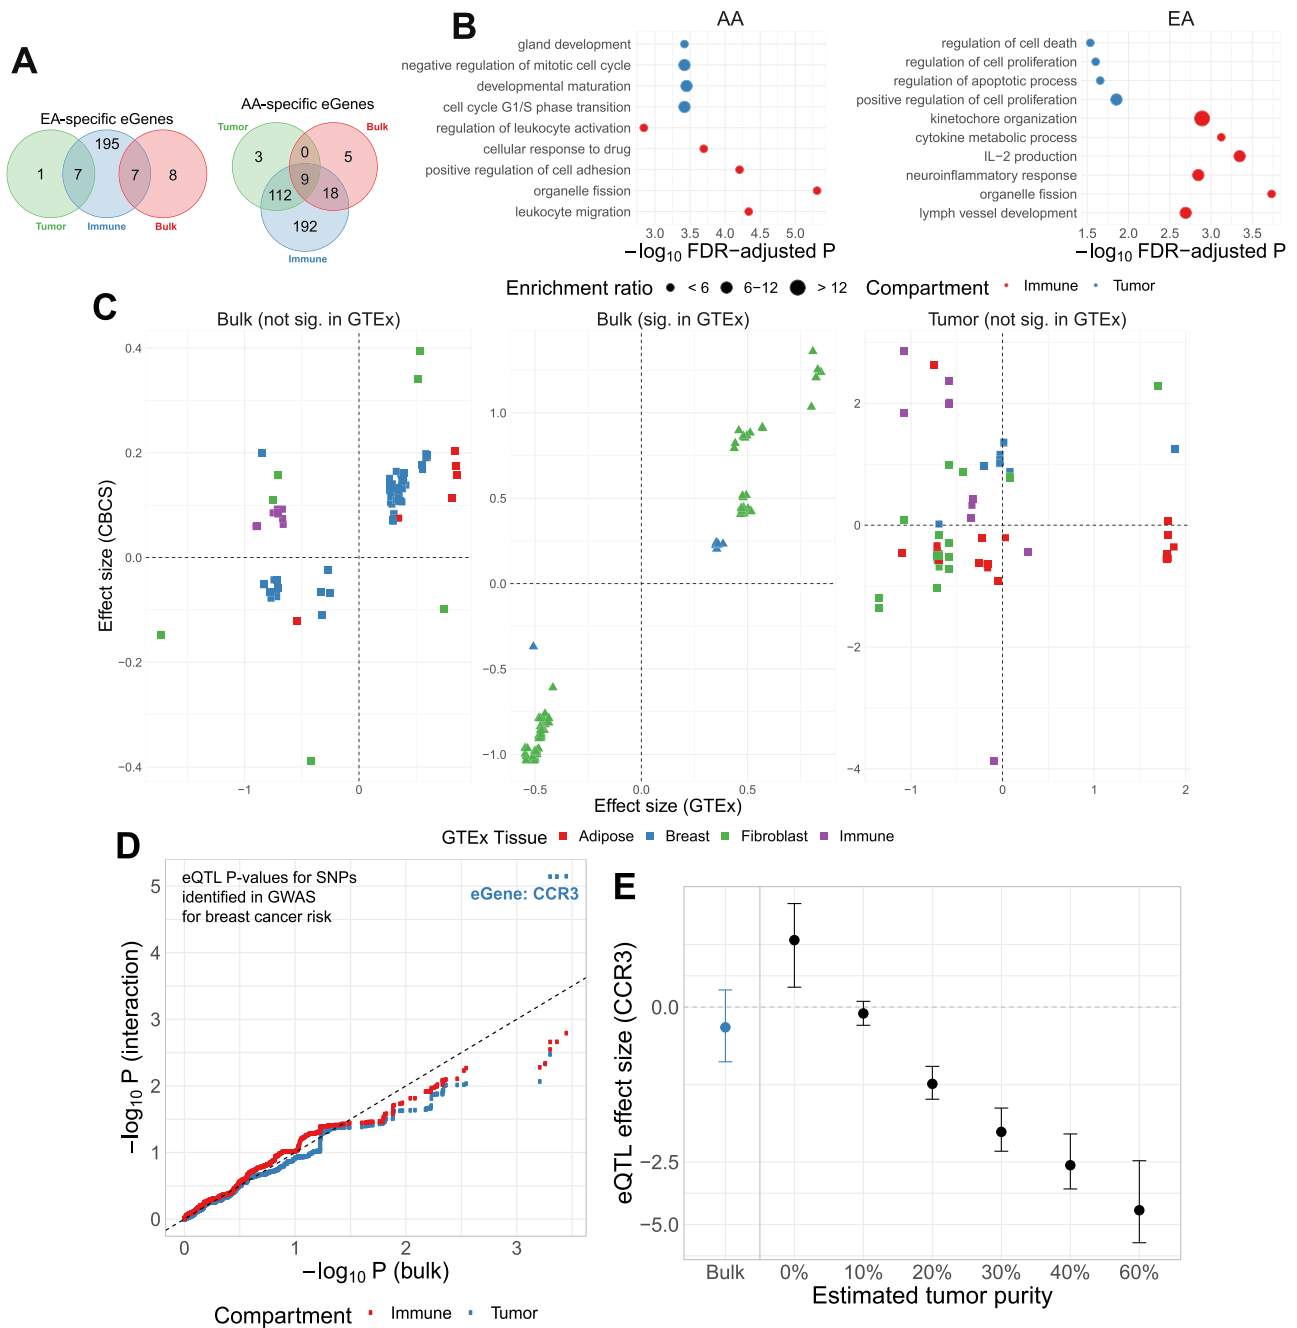 A
EA-specific eGenes
195
1
7
7
8
Tumor
Immune
Bulk
AA-specific eGenes
Tumor
Bulk
3
0
5
9
112
18
192
Immune
B
AA
gland development
negative regulation of mitotic cell cycle
developmental maturation
cell cycle G1/S phase transition
regulation of leukocyte activation
cellular response to drug
positive regulation of cell adhesion
organelle fission
leukocyte migration
3.0 3.5 4.0 4.5 5.0
−log10 FDR−adjusted P
EA
regulation of cell death
regulation of cell proliferation
regulation of apoptotic process
positive regulation of cell proliferation
kinetochore organization
cytokine metabolic process
IL−2 production
neuroinflammatory response
organelle fission
lymph vessel development
1.5 2.0 2.5 3.0 3.5
−log10 FDR−adjusted P
Enrichment ratio < 6 6−12 > 12 Compartment Immune Tumor
C
Bulk (not sig. in GTEx)
Bulk (sig. in GTEx)
Tumor (not sig. in GTEx)
Effect size (CBCS)
0.4
0.2
0.0
−0.2
−0.4
−1 0
1.0
0.5
0.0
−0.5
−1.0
−0.5 0.0 0.5
2
0
−2
−4
−1 0 1 2
Effect size (GTEx)
GTEx Tissue Adipose Breast Fibroblast Immune
D
eQTL P-values for SNPs
identified in GWAS
for breast cancer risk
eGene: CCR3
−log10 P (interaction)
5
4
3
2
1
0
0 1 2 3
−log10 P (bulk)
Compartment Immune Tumor
E
eQTL effect size (CCR3)
0.0
−2.5
−5.0
Bulk 0% 10% 20% 30% 40% 60%
Estimated tumor purity